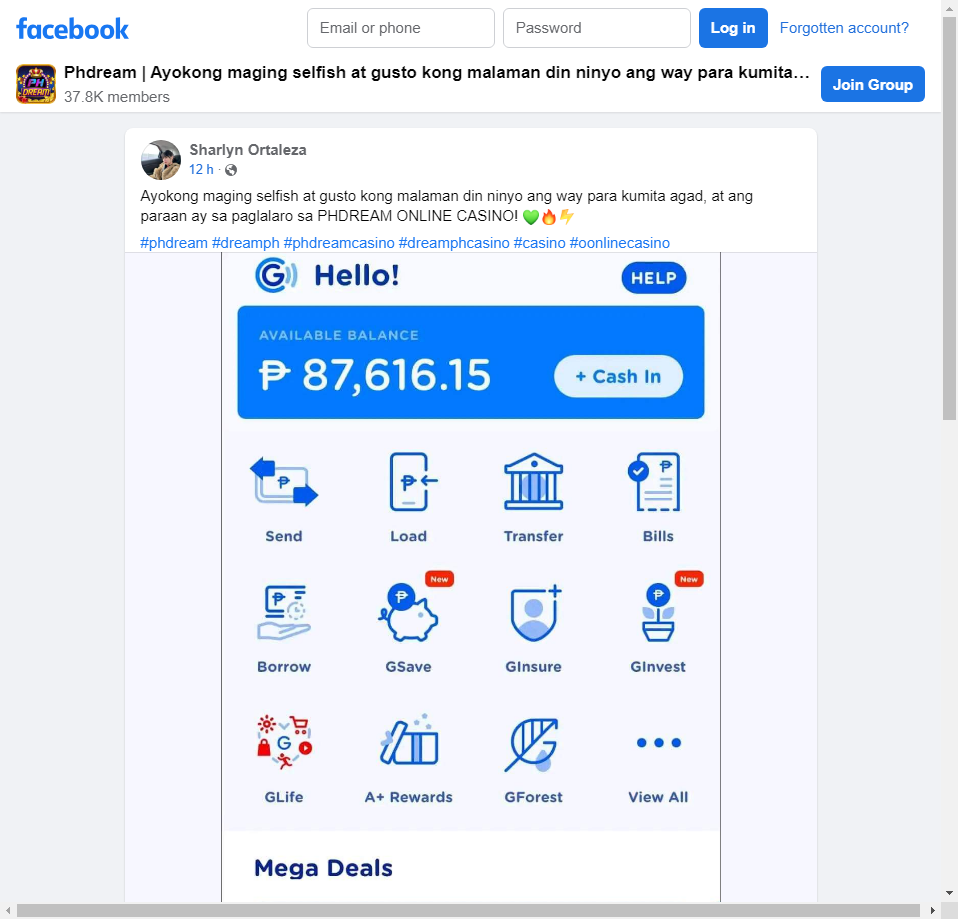 facebook
Email or phone
Password
Log in
Forgotten account?
PH
DREAM
Phdream | Ayokong maging selfish at gusto kong malaman din ninyo ang way para kumita…
37.8K members
Join Group
Sharlyn Ortaleza
12 h ·
Ayokong maging selfish at gusto kong malaman din ninyo ang way para kumita agad, at ang
paraan ay sa paglalaro sa PHDREAM ONLINE CASINO! 💚🔥⚡
#phdream #dreamph #phdreamcasino #dreamphcasino #casino #oonlinecasino
Hello!
HELP
AVAILABLE BALANCE
₱ 87,616.15
+ Cash In
Send
Load
Transfer
Bills
New
New
Borrow
GSave
GInsure
GInvest
GLife
A+ Rewards
GForest
View All
Mega Deals